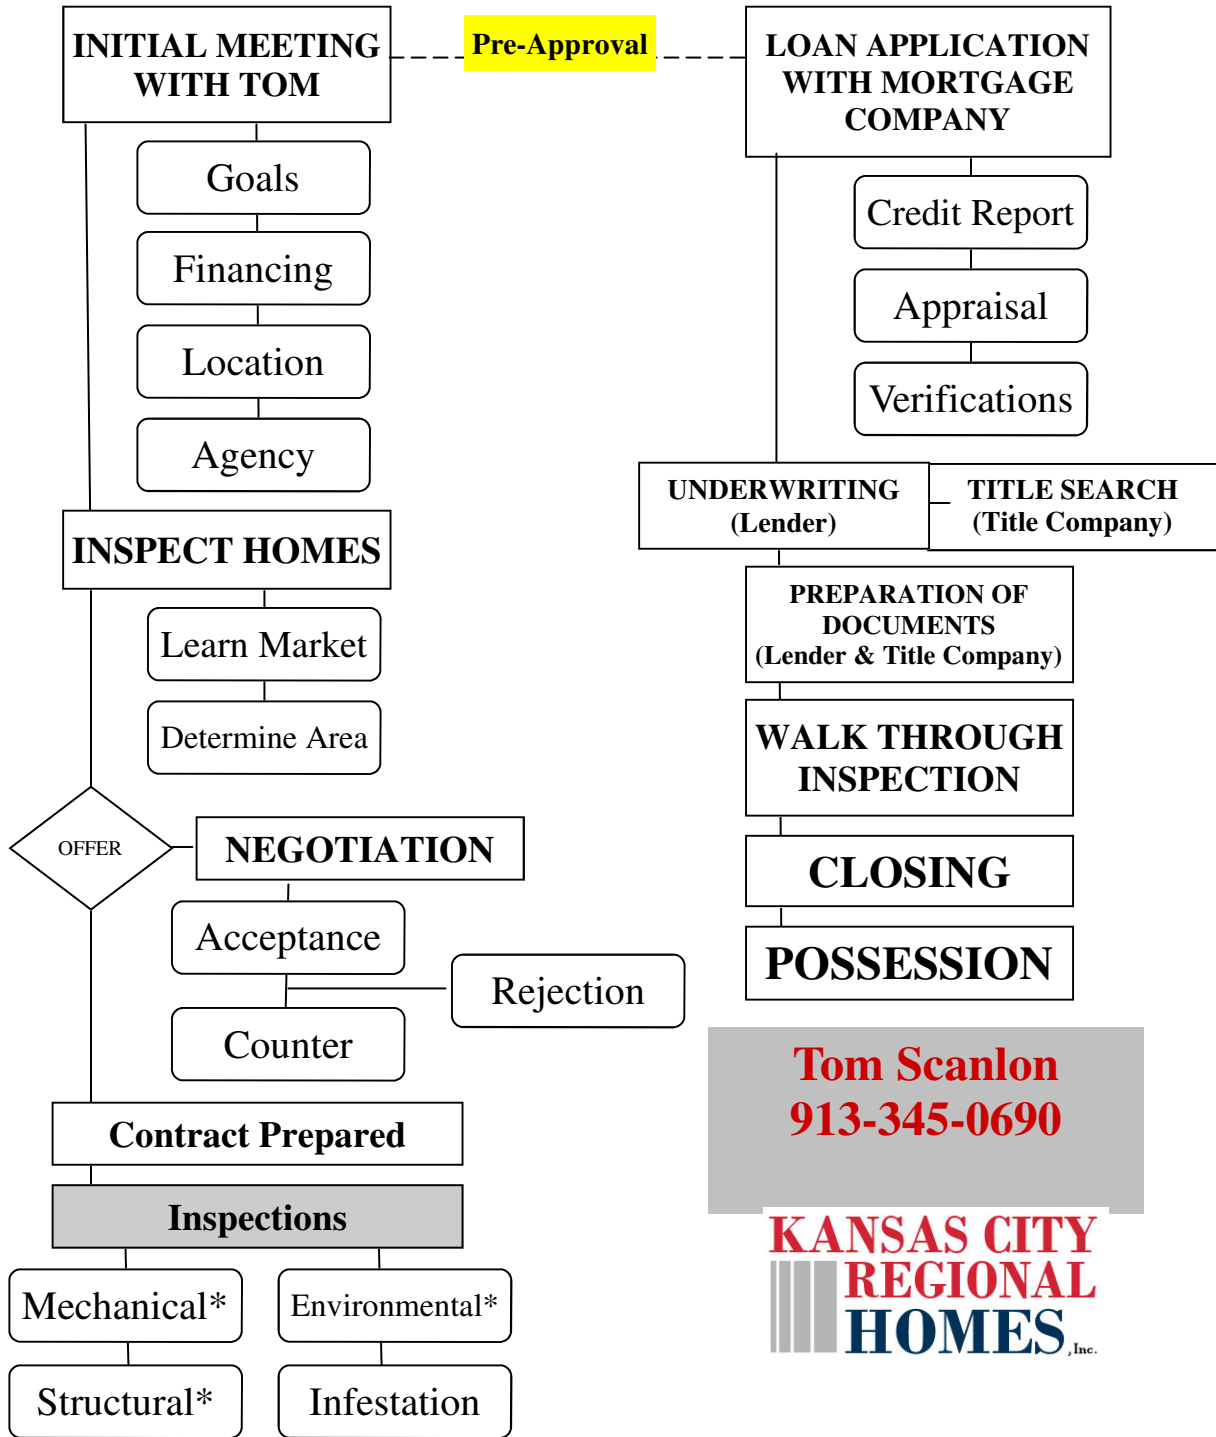 INITIAL MEETING
WITH TOM
Pre-Approval
LOAN APPLICATION
WITH MORTGAGE
COMPANY
Goals
Financing
Location
Agency
Credit Report
Appraisal
Verifications
INSPECT HOMES
Learn Market
Determine Area
UNDERWRITING
(Lender)
TITLE SEARCH
(Title Company)
PREPARATION OF
DOCUMENTS
(Lender & Title Company)
WALK THROUGH
INSPECTION
CLOSING
POSSESSION
OFFER
NEGOTIATION
Acceptance
Rejection
Counter
Contract Prepared
Inspections
Mechanical*
Environmental*
Structural*
Infestation
Tom Scanlon
913-345-0690
KANSAS CITY
REGIONAL
HOMES, Inc.